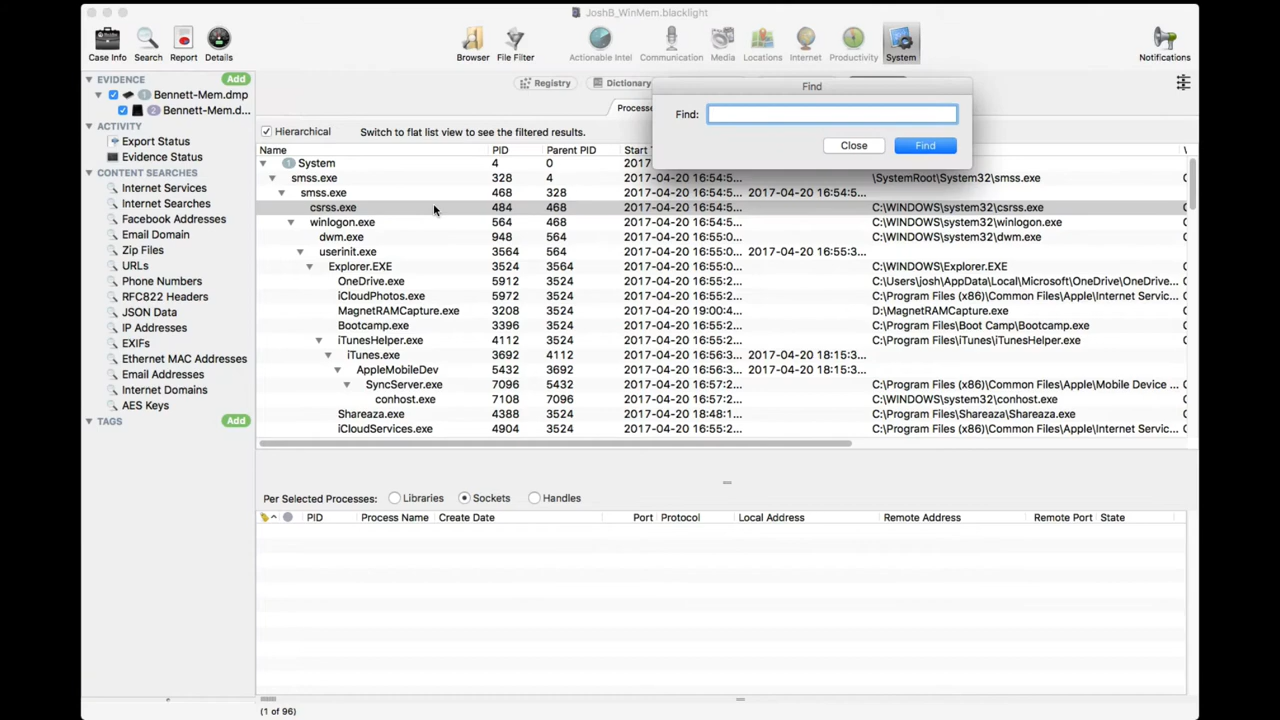 JoshB_WinMem.blacklight
Case Info Search Report Details Browser File Filter Actionable Intel Communication Media Locations Internet Productivity System Notifications
EVIDENCE Add
1 Bennett-Mem.dmp
2 Bennett-Mem.d...
ACTIVITY
Export Status
Evidence Status
CONTENT SEARCHES
Internet Services
Internet Searches
Facebook Addresses
Email Domain
Zip Files
URLs
Phone Numbers
RFC822 Headers
JSON Data
IP Addresses
EXIFs
Ethernet MAC Addresses
Email Addresses
Internet Domains
AES Keys
TAGS Add
Registry Dictionary
Find
Find:
Close Find
Hierarchical Switch to flat list view to see the filtered results.
Name PID Parent PID Start
1 System 4 0 2017
smss.exe 328 4 2017-04-20 16:54:5... \SystemRoot\System32\smss.exe
smss.exe 468 328 2017-04-20 16:54:5... 2017-04-20 16:54:5...
csrss.exe 484 468 2017-04-20 16:54:5... C:\WINDOWS\system32\csrss.exe
winlogon.exe 564 468 2017-04-20 16:54:5... C:\WINDOWS\system32\winlogon.exe
dwm.exe 948 564 2017-04-20 16:55:0... C:\WINDOWS\system32\dwm.exe
userinit.exe 3564 564 2017-04-20 16:55:0... 2017-04-20 16:55:3...
Explorer.EXE 3524 3564 2017-04-20 16:55:0... C:\WINDOWS\Explorer.EXE
OneDrive.exe 5912 3524 2017-04-20 16:55:2... C:\Users\josh\AppData\Local\Microsoft\OneDrive\OneDrive...
iCloudPhotos.exe 5972 3524 2017-04-20 16:55:2... C:\Program Files (x86)\Common Files\Apple\Internet Servic...
MagnetRAMCapture.exe 3208 3524 2017-04-20 19:00:4... D:\MagnetRAMCapture.exe
Bootcamp.exe 3396 3524 2017-04-20 16:55:2... C:\Program Files\Boot Camp\Bootcamp.exe
iTunesHelper.exe 4112 3524 2017-04-20 16:55:2... C:\Program Files\iTunes\iTunesHelper.exe
iTunes.exe 3692 4112 2017-04-20 16:56:3... 2017-04-20 18:15:3...
AppleMobileDev 5432 3692 2017-04-20 16:56:3... 2017-04-20 18:15:3...
SyncServer.exe 7096 5432 2017-04-20 16:57:2... C:\Program Files (x86)\Common Files\Apple\Mobile Device ...
conhost.exe 7108 7096 2017-04-20 16:57:2... C:\WINDOWS\system32\conhost.exe
Shareaza.exe 4388 3524 2017-04-20 18:48:1... C:\Program Files\Shareaza\Shareaza.exe
iCloudServices.exe 4904 3524 2017-04-20 16:55:2... C:\Program Files (x86)\Common Files\Apple\Internet Servic...
Per Selected Processes: Libraries Sockets Handles
PID Process Name Create Date Port Protocol Local Address Remote Address Remote Port State
(1 of 96)